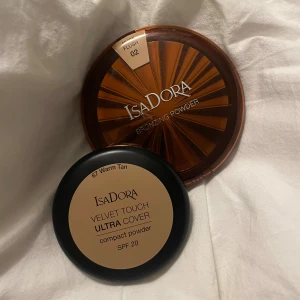 02
IsaDora
BRONZING POWDER
67 Warm Tan
IsaDora
VELVET TOUCH
ULTRA COVER
compact powder
SPF 20